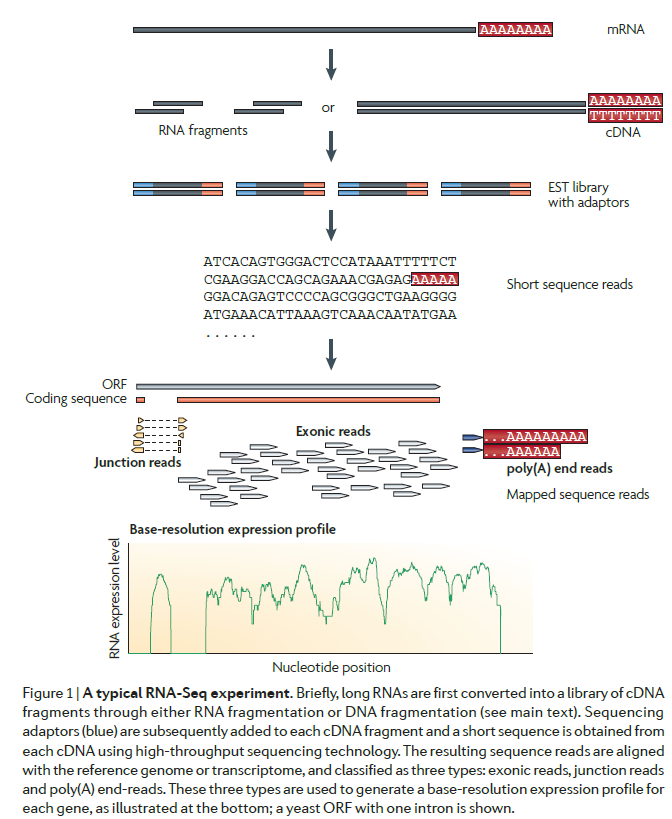 AAAAAAAA
mRNA
or
RNA fragments
AAAAAAAA
TTTTTTTT
cDNA
EST library
with adaptors
ATCACAGTGGGACTCCATAAATTTTTCT
CGAAGGACCAGCAGAAACGAGAGAAAAA
GGACAGAGTCCCCAGCGGGCTGAAGGGG
ATGAAACATTAAAGTCAAACAATATGAA
......
Short sequence reads
ORF
Coding sequence
Junction reads
Exonic reads
...AAAAAAAAA
...AAAAAA
poly(A) end reads
Mapped sequence reads
Base-resolution expression profile
RNA expression level
Nucleotide position
Figure 1 | A typical RNA-Seq experiment. Briefly, long RNAs are first converted into a library of cDNA
fragments through either RNA fragmentation or DNA fragmentation (see main text). Sequencing
adaptors (blue) are subsequently added to each cDNA fragment and a short sequence is obtained from
each cDNA using high-throughput sequencing technology. The resulting sequence reads are aligned
with the reference genome or transcriptome, and classified as three types: exonic reads, junction reads
and poly(A) end-reads. These three types are used to generate a base-resolution expression profile for
each gene, as illustrated at the bottom; a yeast ORF with one intron is shown.